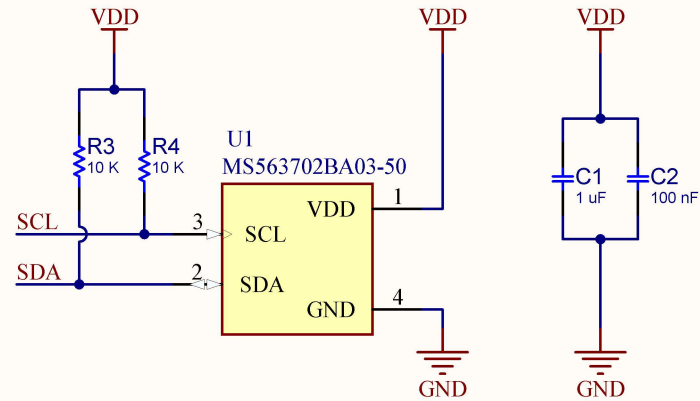 VDD
VDD
VDD
R3
10 K
R4
10 K
U1
MS563702BA03-50
C1
1 uF
C2
100 nF
SCL
3
SCL
VDD
1
SDA
2
SDA
GND
4
GND
GND